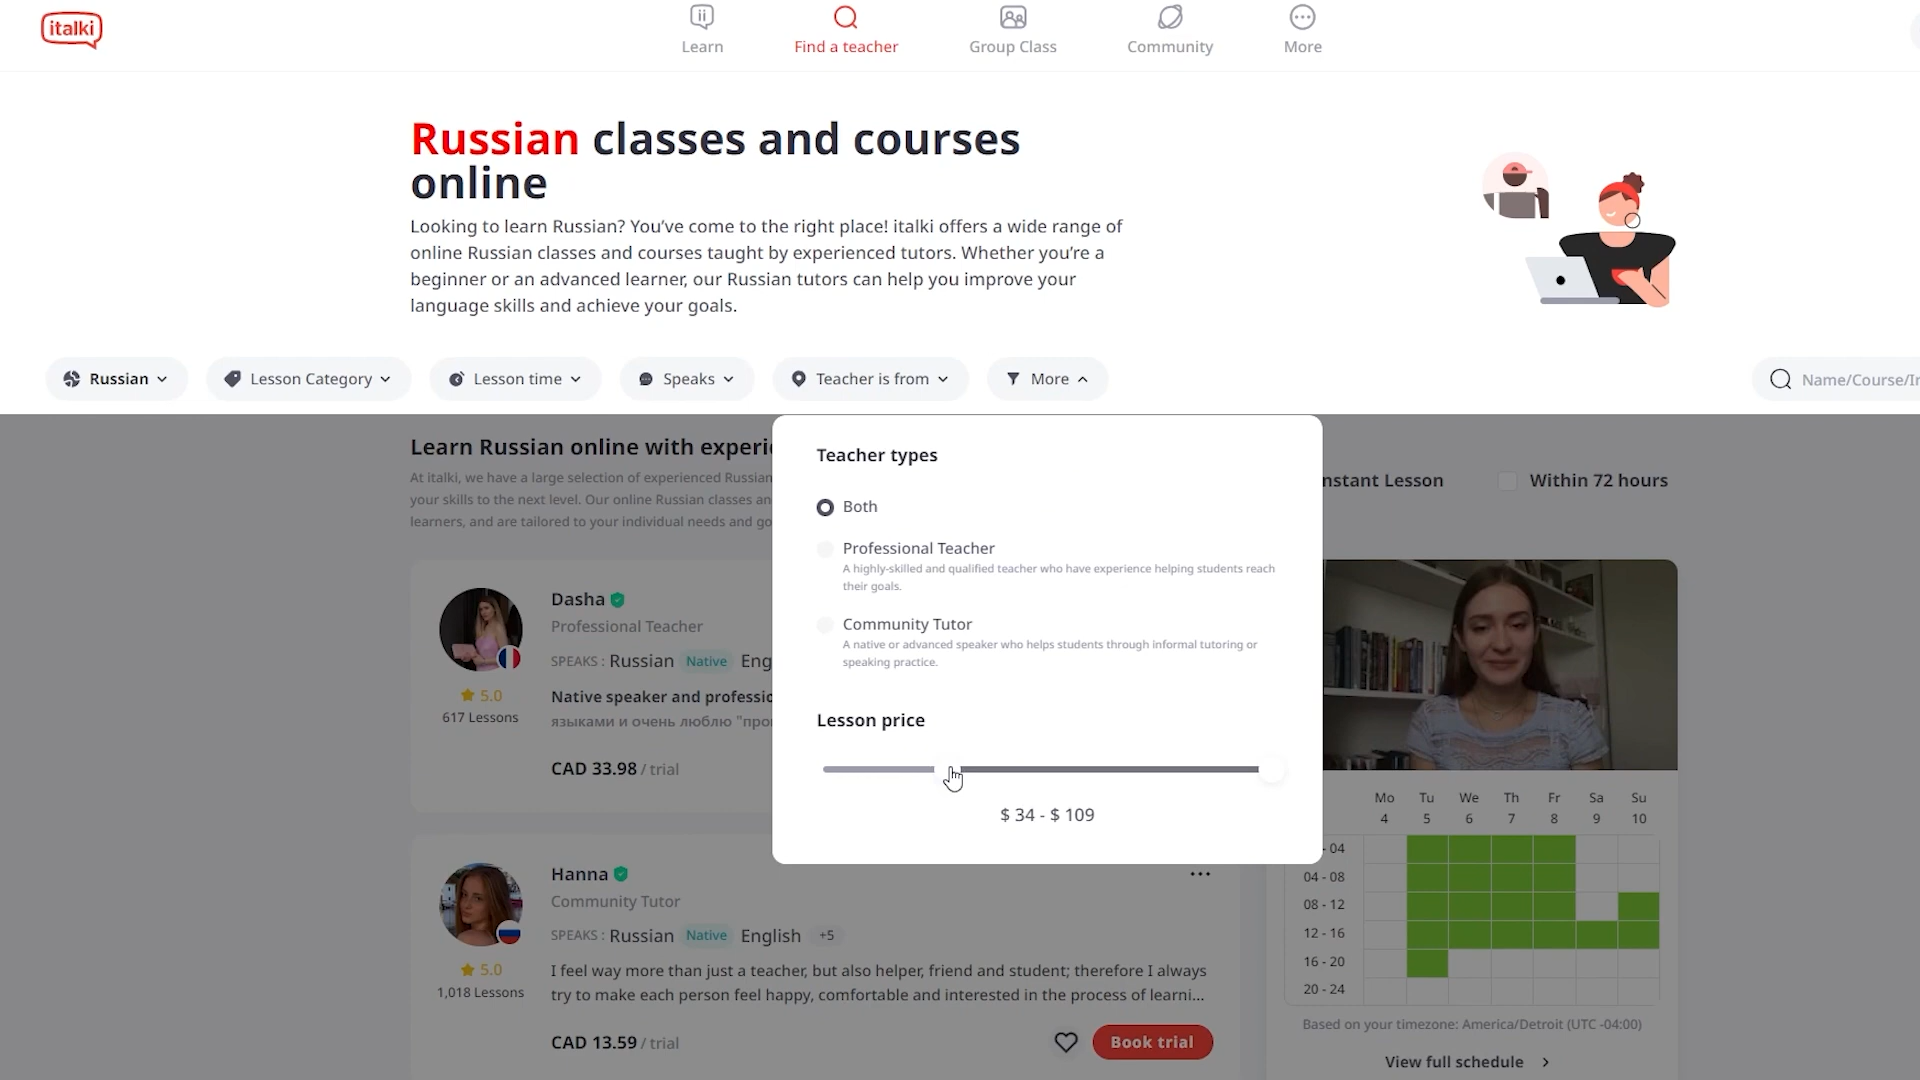 italki
Learn
Find a teacher
Group Class
Community
More
Russian classes and courses
online
Looking to learn Russian? You've come to the right place! italki offers a wide range of
online Russian classes and courses taught by experienced tutors. Whether you're a
beginner or an advanced learner, our Russian tutors can help you improve your
language skills and achieve your goals.
Russian
Lesson Category
Lesson time
Speaks
Teacher is from
More
Name/Course/
Learn Russian online with
At italki, we have a large selection of experienced Russian
your skills to the next level. Our online Russian classes
learners, and are tailored to your individual needs and
Teacher types
Both
Professional Teacher
A highly-skilled and qualified teacher who have experience helping students reach
their goals.
Community Tutor
A native or advanced speaker who helps students through informal tutoring or
speaking practice.
Lesson price
$ 34 - $ 109
nstant Lesson
Within 72 hours
Dasha
Professional Teacher
SPEAKS : Russian Native Eng
5.0
617 Lessons
Native speaker and professio
языками и очень люблю
CAD 33.98 / trial
Hanna
Community Tutor
SPEAKS : Russian Native English +5
5.0
1,018 Lessons
I feel way more than just a teacher, but also helper, friend and student; therefore I always
try to make each person feel happy, comfortable and interested in the process of learni...
CAD 13.59 / trial
Book trial
Mo Tu We Th Fr Sa Su
4 5 6 7 8 9 10
- 04
04 - 08
08 - 12
12 - 16
16 - 20
20 - 24
Based on your timezone: America/Detroit (UTC -04:00)
View full schedule